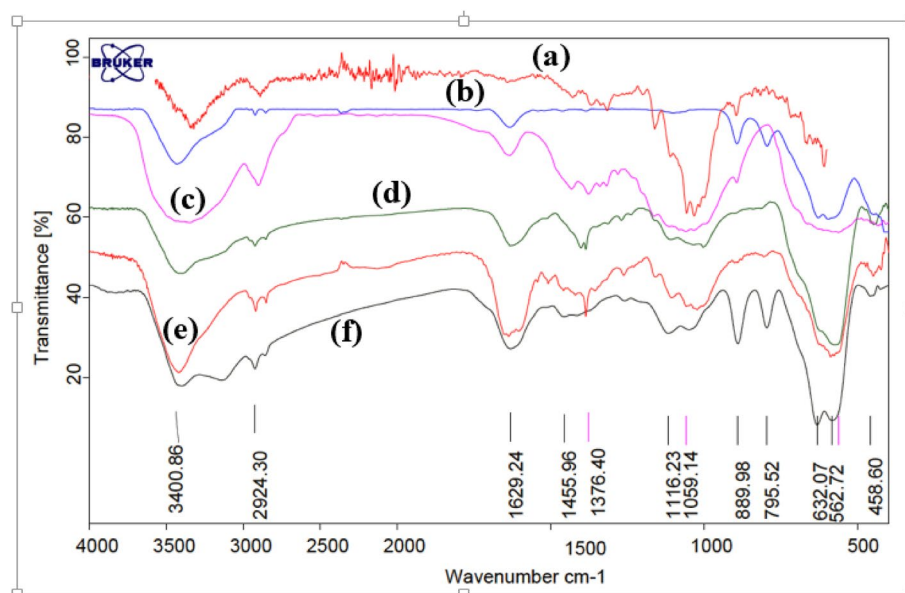 BRUKER
(a)
(b)
(c)
(d)
(e)
(f)
Transmittance [%]
100
80
60
40
20
3400.86
2924.30
1629.24
1455.96
1376.40
1116.23
1059.14
889.98
795.52
632.07
562.72
458.60
4000 3500 3000 2500 2000 1500 1000 500
Wavenumber cm-1